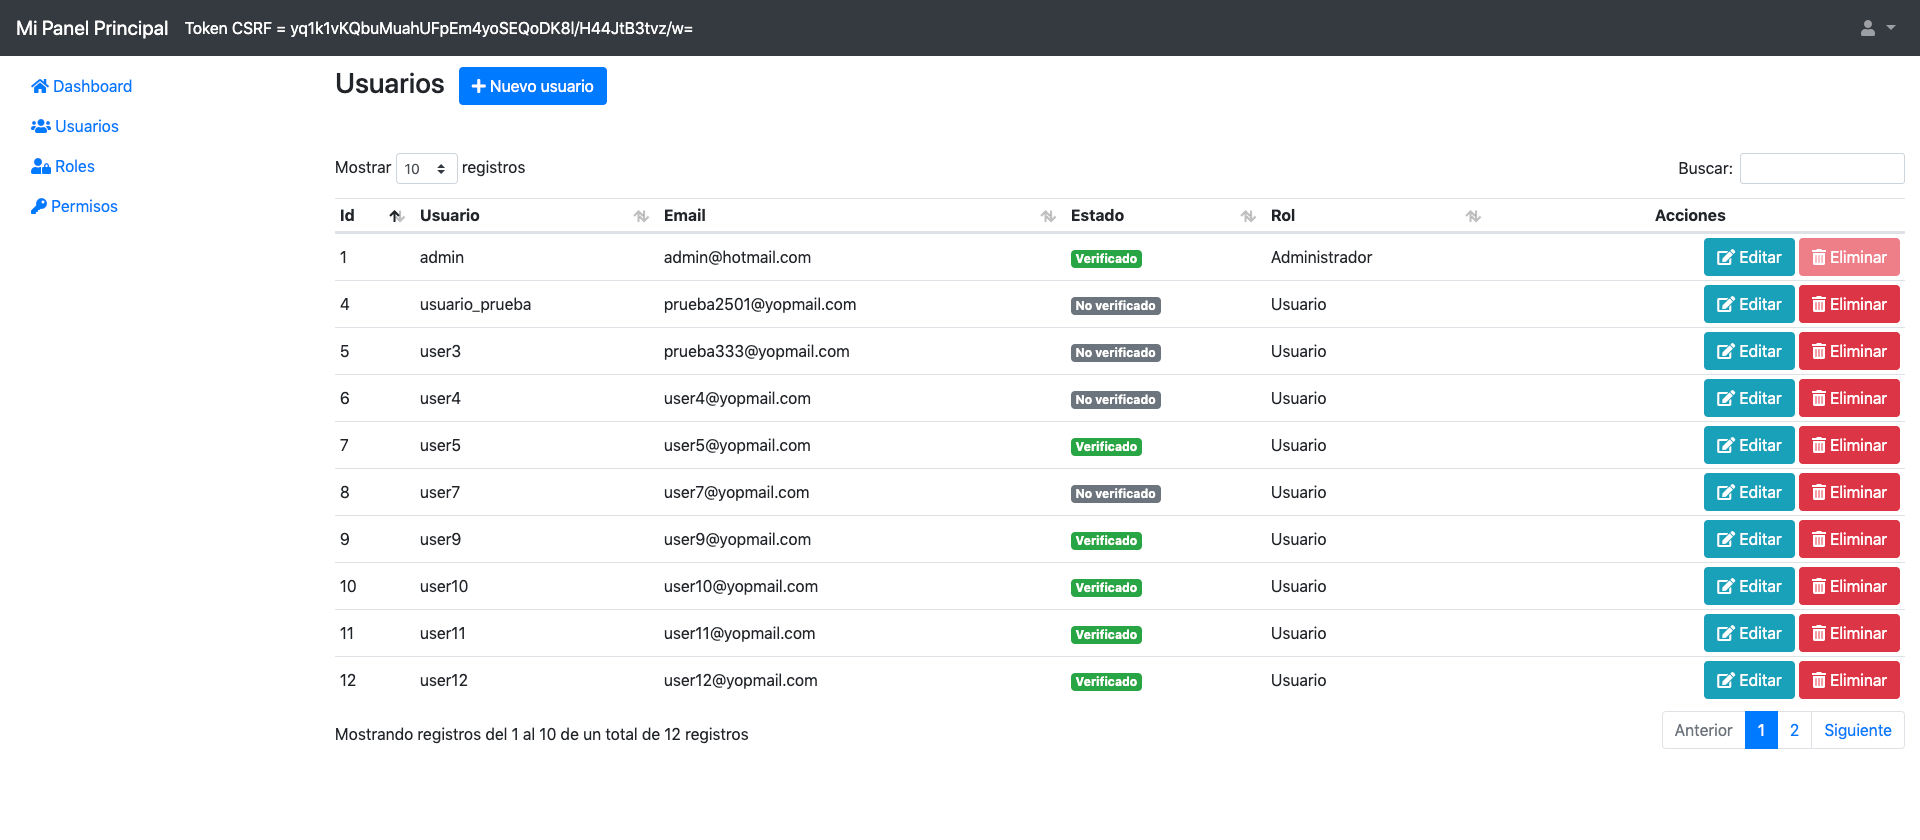 Mi Panel Principal Token CSRF = yq1k1vKQbuMuahUFpEm4yoSEQoDK8l/H44JtB3tvz/w=
Dashboard
Usuarios
Roles
Permisos
Usuarios Nuevo usuario
Mostrar 10 registros Buscar:
Id Usuario Email Estado Rol Acciones
1 admin admin@hotmail.com Verificado Administrador Editar Eliminar
4 usuario_prueba prueba2501@yopmail.com No verificado Usuario Editar Eliminar
5 user3 prueba333@yopmail.com No verificado Usuario Editar Eliminar
6 user4 user4@yopmail.com No verificado Usuario Editar Eliminar
7 user5 user5@yopmail.com Verificado Usuario Editar Eliminar
8 user7 user7@yopmail.com No verificado Usuario Editar Eliminar
9 user9 user9@yopmail.com Verificado Usuario Editar Eliminar
10 user10 user10@yopmail.com Verificado Usuario Editar Eliminar
11 user11 user11@yopmail.com Verificado Usuario Editar Eliminar
12 user12 user12@yopmail.com Verificado Usuario Editar Eliminar
Mostrando registros del 1 al 10 de un total de 12 registros Anterior 1 2 Siguiente